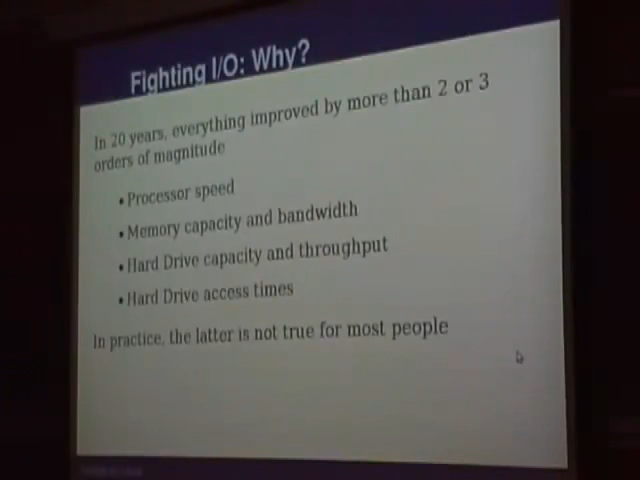 Fighting I/O: Why?
In 20 years, everything improved by more than 2 or 3
orders of magnitude
• Processor speed
• Memory capacity and bandwidth
• Hard Drive capacity and throughput
• Hard Drive access times
In practice, the latter is not true for most people